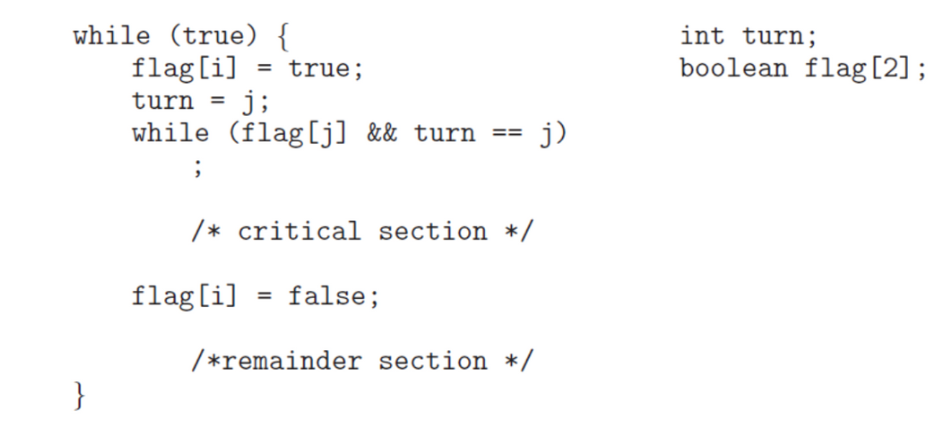 while (true) {
flag[i] = true;
turn = j;
while (flag[j] && turn == j)
;
/* critical section */
flag[i] = false;
/*remainder section */
}
int turn;
boolean flag[2];